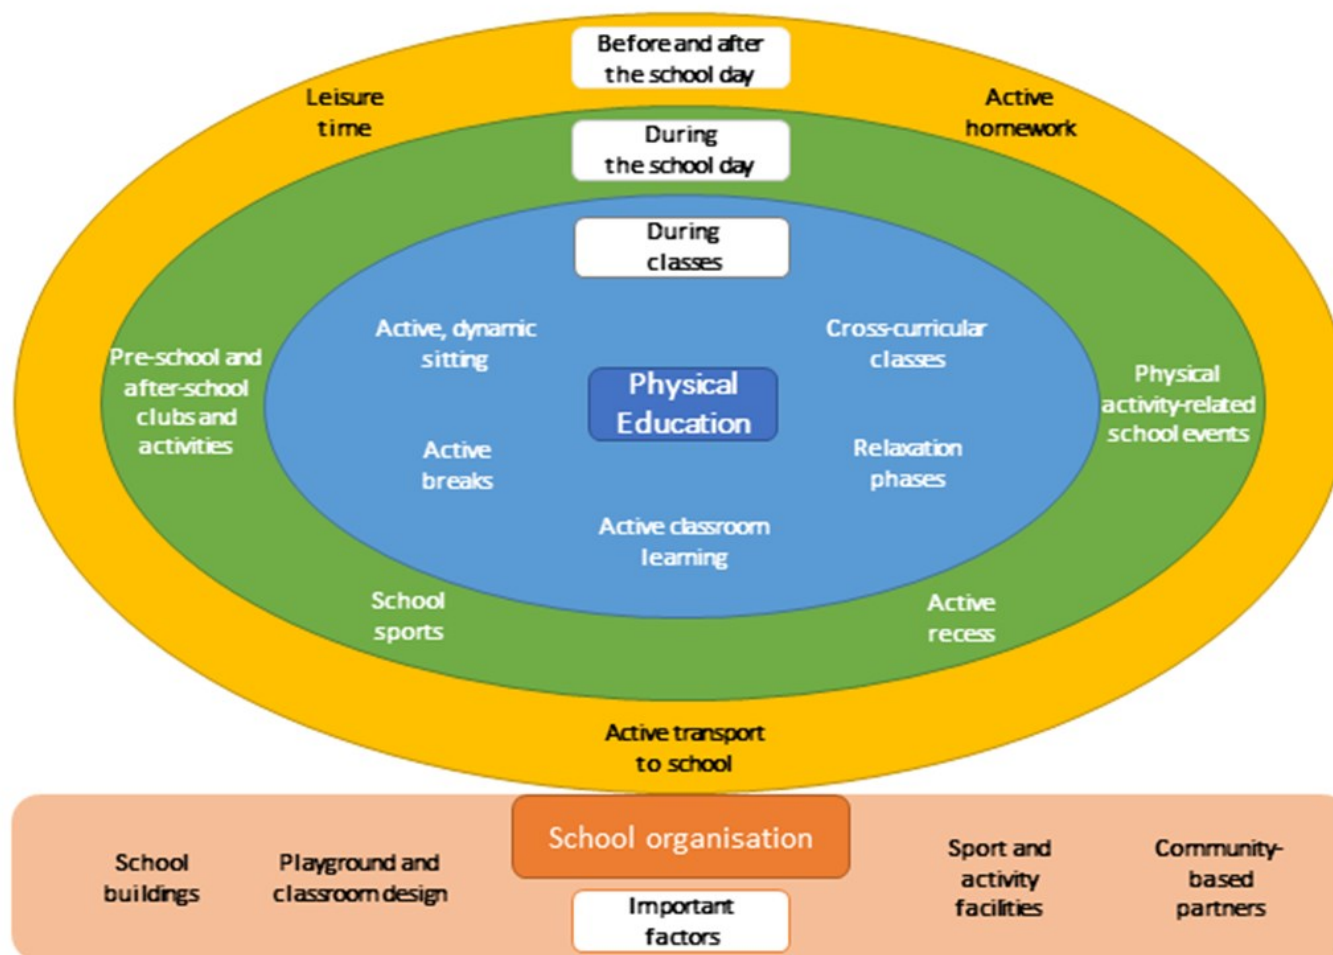 Before and after
the school day
Leisure
time
Active
homework
During
the school day
During
classes
Active, dynamic
sitting
Cross-curricular
classes
Pre-school and
after-school
clubs and
activities
Physical
Education
Physical
activity-related
school events
Active
breaks
Relaxation
phases
Active classroom
learning
School
sports
Active
recess
Active transport
to school
School organisation
School
buildings
Playground and
classroom design
Sport and
activity
facilities
Community-
based
partners
Important
factors